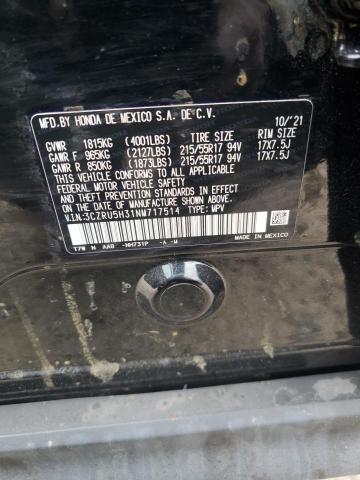 MFD.BY HONDA DE MEXICO S.A. DE C.V. 10/'21
GVWR 1815KG (4001LBS) TIRE SIZE RIM SIZE
GAWR F 965KG (2127LBS) 215/55R17 94V 17X7.5J
GAWR R 850KG (1873LBS) 215/55R17 94V 17X7.5J
THIS VEHICLE CONFORMS TO ALL APPLICABLE
FEDERAL MOTOR VEHICLE SAFETY AND THEFT
PREVENTION STANDARDS IN EFFECT ON THE DATE OF
MANUFACTURE SHOWN ABOVE.
V.I.N:3CZRU5H31NM717514 TYPE: MPV
T7W N AAB -NH731P -A -M MADE IN MEXICO